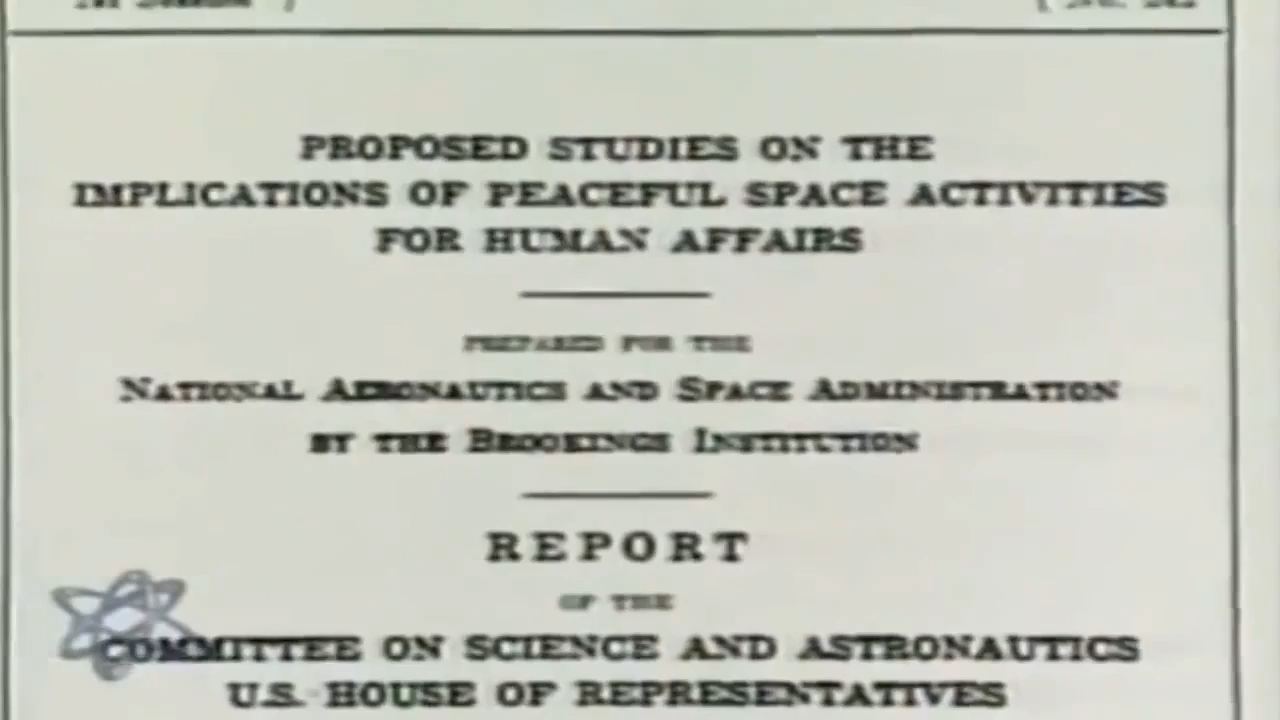 PROPOSED STUDIES ON THE
IMPLICATIONS OF PEACEFUL SPACE ACTIVITIES
FOR HUMAN AFFAIRS
PREPARED FOR THE
NATIONAL AERONAUTICS AND SPACE ADMINISTRATION
BY THE BROOKINGS INSTITUTION
REPORT
OF THE
COMMITTEE ON SCIENCE AND ASTRONAUTICS
U.S. HOUSE OF REPRESENTATIVES